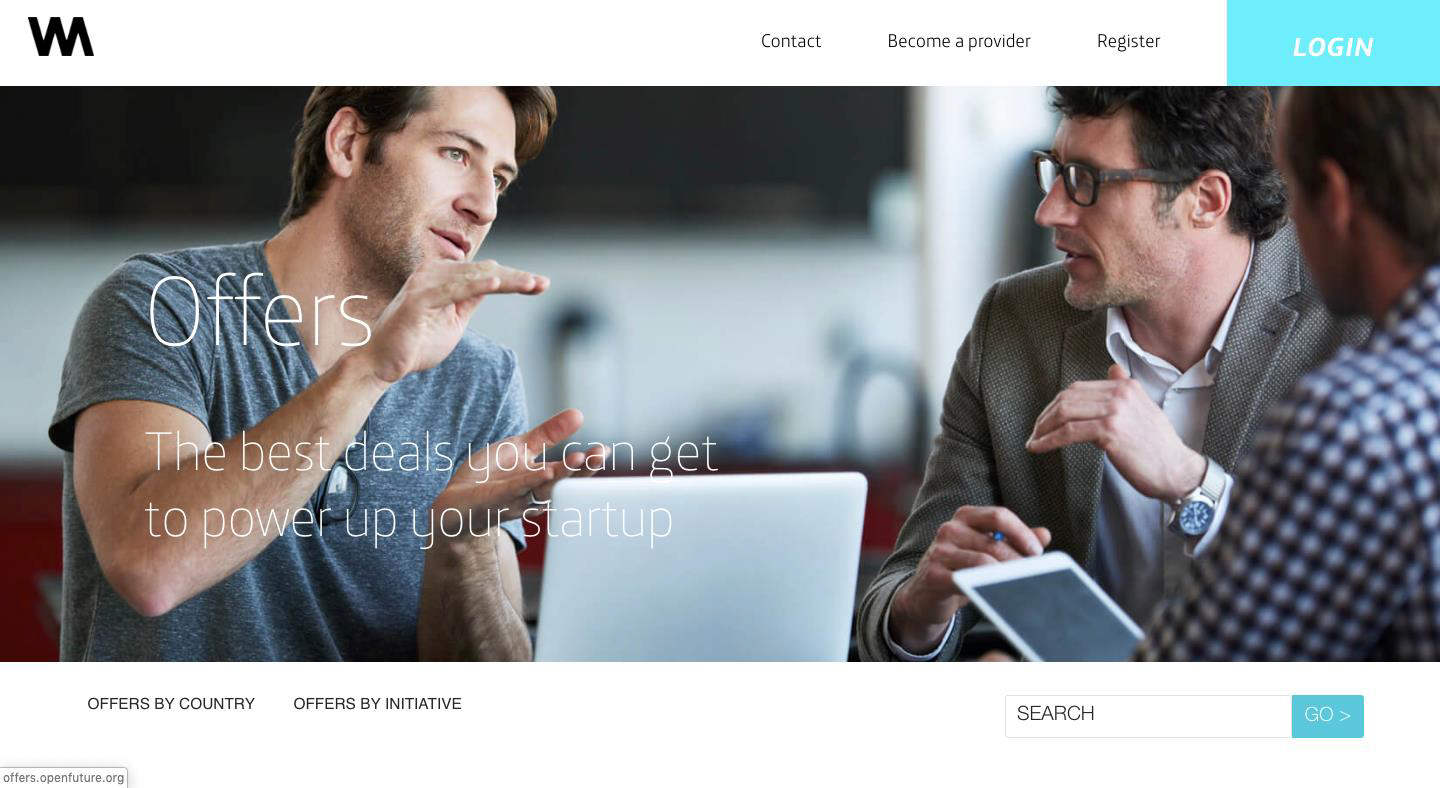 WA
Contact
Become a provider
Register
LOGIN
Offers
The best deals you can get
to power up your startup
OFFERS BY COUNTRY
OFFERS BY INITIATIVE
SEARCH
GO >
offers.openfuture.org